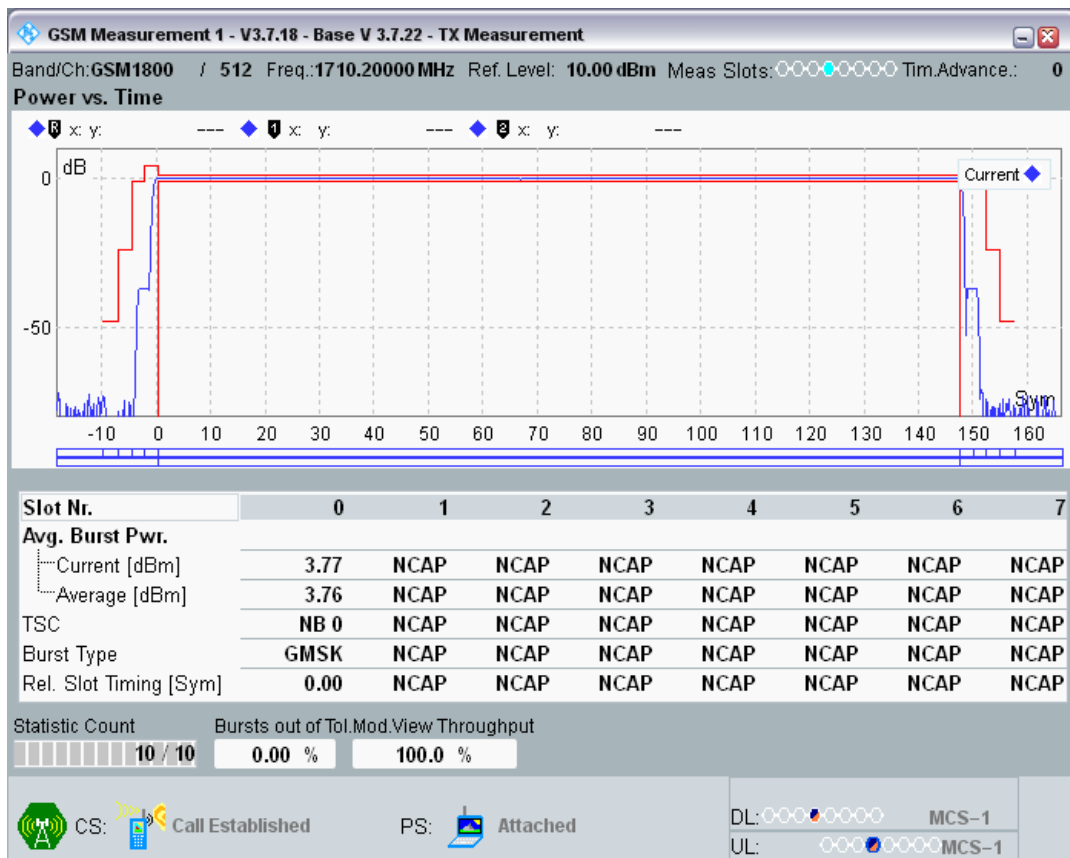 GSM Measurement 1 - V3.7.18 - Base V 3.7.22 - TX Measurement
Band/Ch:GSM1800 / 512 Freq.:1710.20000 MHz Ref. Level: 10.00 dBm Meas Slots: Tim.Advance.: 0
Power vs. Time
R x: y: --- 1 x: y: --- 2 x: y: ---
dB
Current
0
-50
Sym
-10 0 10 20 30 40 50 60 70 80 90 100 110 120 130 140 150 160
Slot Nr. 0 1 2 3 4 5 6 7
Avg. Burst Pwr.
Current [dBm] 3.77 NCAP NCAP NCAP NCAP NCAP NCAP NCAP
Average [dBm] 3.76 NCAP NCAP NCAP NCAP NCAP NCAP NCAP
TSC NB 0 NCAP NCAP NCAP NCAP NCAP NCAP NCAP
Burst Type GMSK NCAP NCAP NCAP NCAP NCAP NCAP NCAP
Rel. Slot Timing [Sym] 0.00 NCAP NCAP NCAP NCAP NCAP NCAP NCAP
Statistic Count Bursts out of Tol.Mod.View Throughput
10 / 10 0.00 % 100.0 %
CS: Call Established PS: Attached
DL: MCS-1
UL: MCS-1